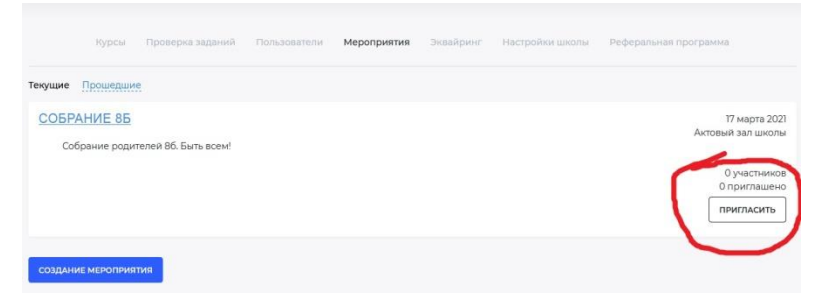 Курсы Проверка заданий Пользователи Мероприятия Эквайринг Настройки школы Реферальная программа
Текущие Прошедшие
СОБРАНИЕ 8Б
17 марта 2021
Актовый зал школы
Собрание родителей 8б. Быть всем!
0 участников
0 приглашено
ПРИГЛАСИТЬ
СОЗДАНИЕ МЕРОПРИЯТИЯ